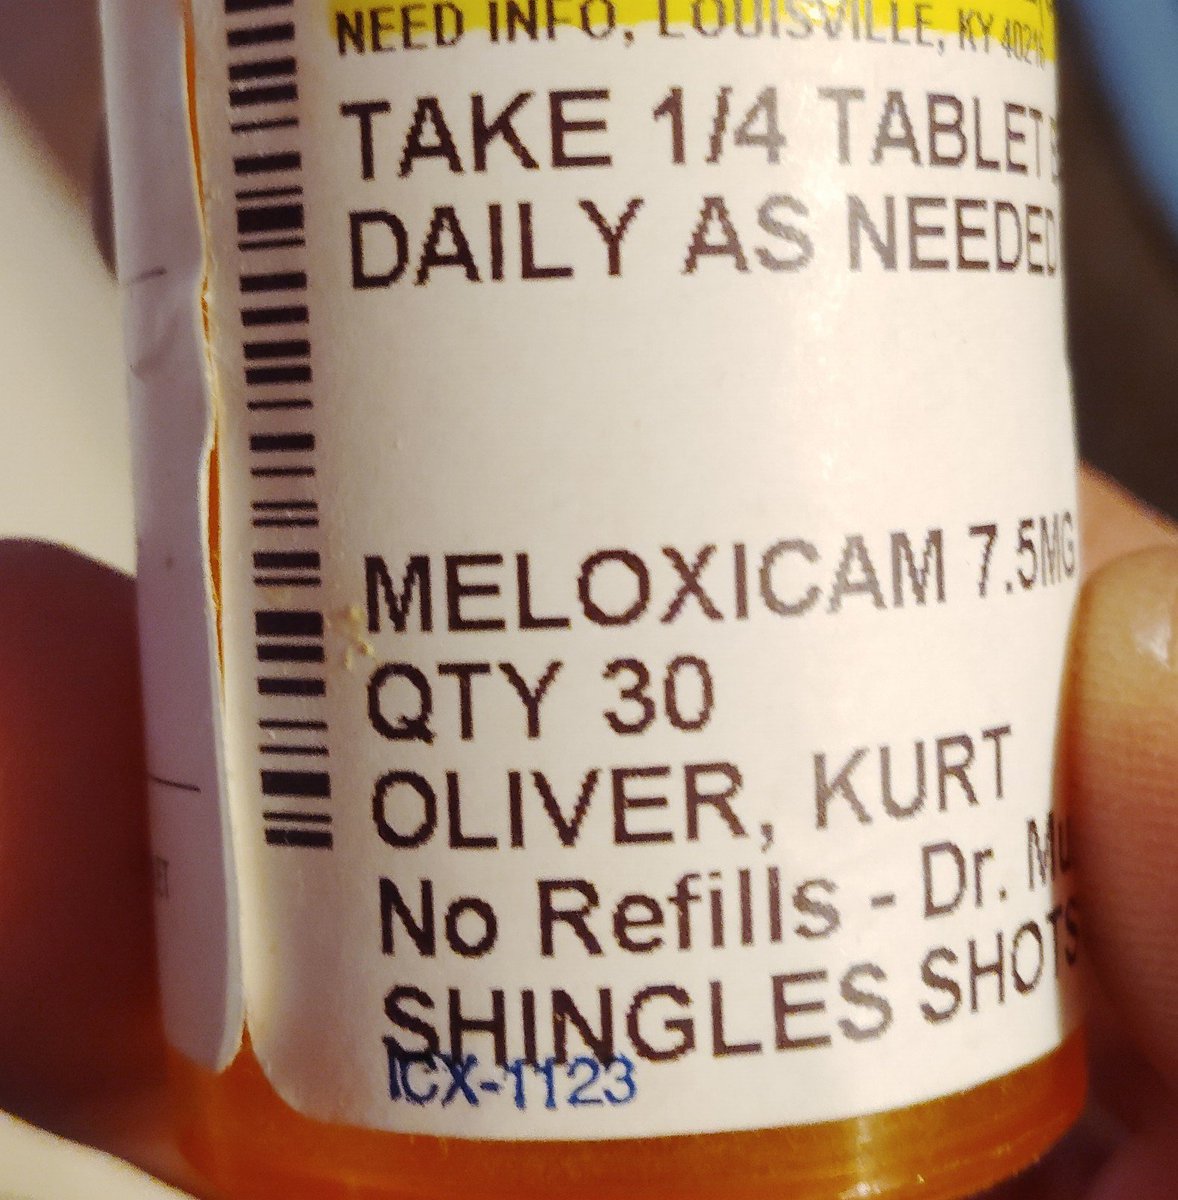 NEED INFO, LOUISVILLE, KY 40216
TAKE 1/4 TABLET
DAILY AS NEEDED
MELOXICAM 7.5MG
QTY 30
OLIVER, KURT
No Refills - Dr.
SHINGLES SHOTS
ICX-1123